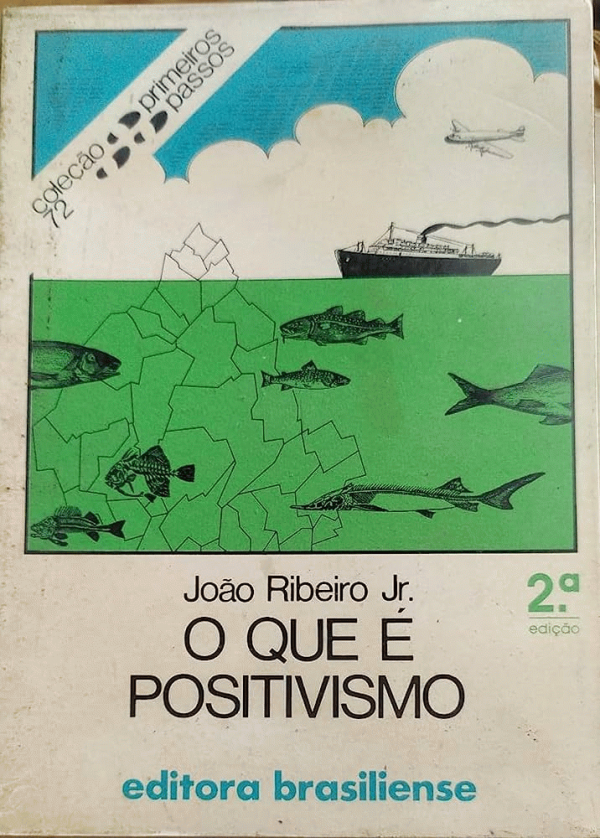 coleção
primeiros
passos
72
João Ribeiro Jr.
O QUE É
POSITIVISMO
2.ª
edição
editora brasiliense